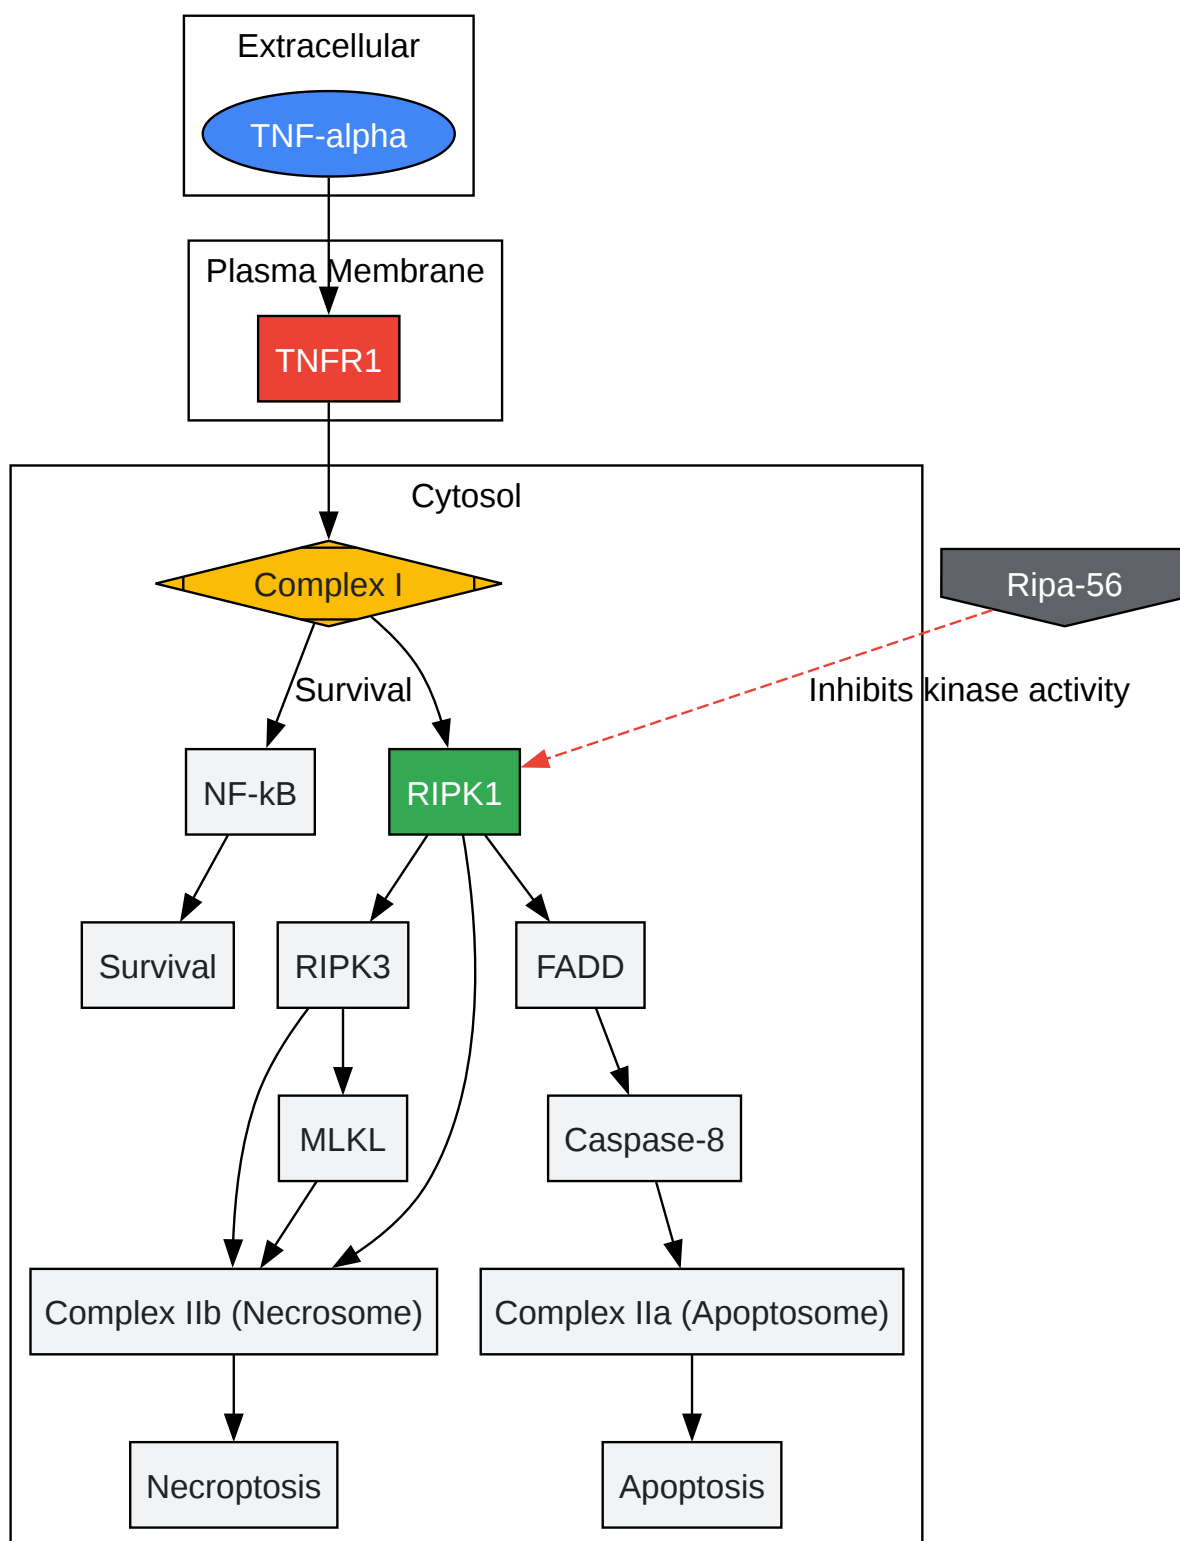 Extracellular
TNF-alpha
Plasma Membrane
TNFR1
Cytosol
Complex I
Ripa-56
Survival
Inhibits kinase activity
NF-kB
RIPK1
Survival
RIPK3
FADD
MLKL
Caspase-8
Complex IIb (Necrosome)
Complex IIa (Apoptosome)
Necroptosis
Apoptosis